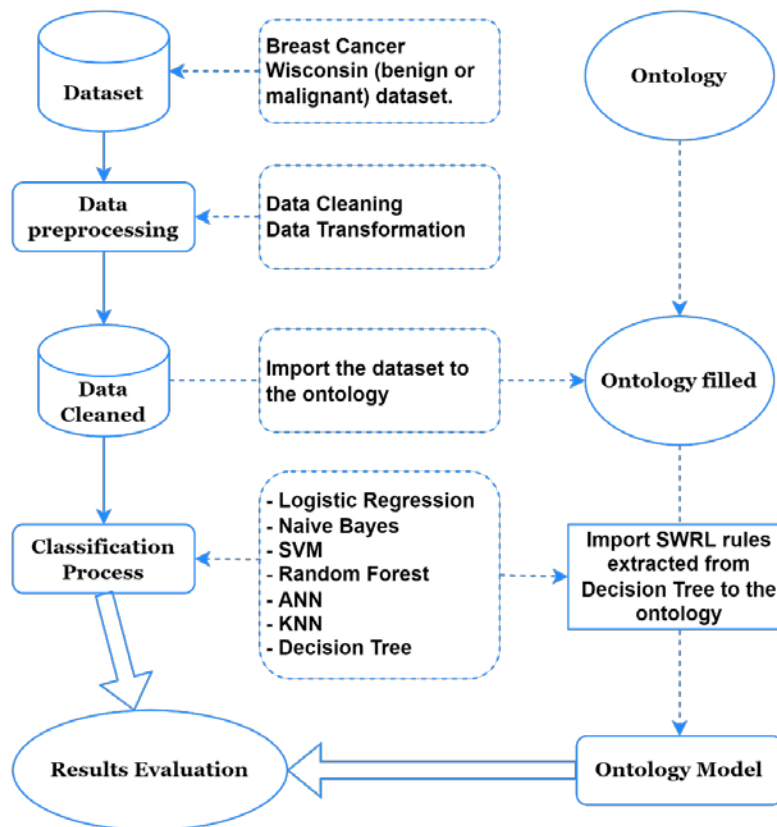 Dataset
Breast Cancer
Wisconsin (benign or
malignant) dataset.
Ontology
Data
preprocessing
Data Cleaning
Data Transformation
Data
Cleaned
Import the dataset to
the ontology
Ontology filled
Classification
Process
- Logistic Regression
- Naive Bayes
- SVM
- Random Forest
- ANN
- KNN
- Decision Tree
Import SWRL rules
extracted from
Decision Tree to the
ontology
Results Evaluation
Ontology Model